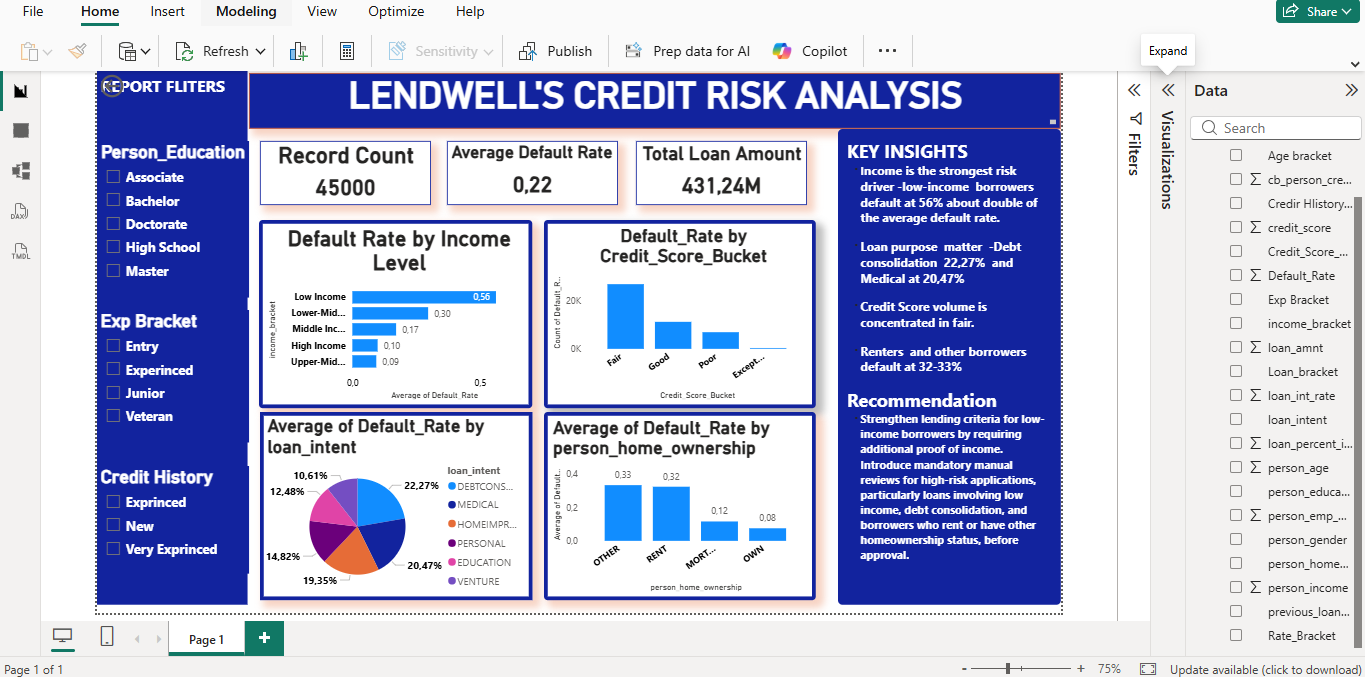 File
Home
Insert
Modeling
View
Optimize
Help
Share
Refresh
Sensitivity
Publish
Prep data for AI
Copilot
Expand
REPORT FLITERS
LENDWELL'S CREDIT RISK ANALYSIS
Person_Education
Associate
Bachelor
Doctorate
High School
Master
Exp Bracket
Entry
Experinced
Junior
Veteran
Credit History
Exprinced
New
Very Exprinced
Record Count
45000
Average Default Rate
0,22
Total Loan Amount
431,24M
Default Rate by Income
Level
income_bracket
Low Income
0,56
Lower-Mid...
0,30
Middle Inc...
0,17
High Income
0,10
Upper-Mid...
0,09
0,0
0,5
Average of Default_Rate
Default_Rate by
Credit_Score_Bucket
Count of Default_R...
20K
0K
Fair
Good
Poor
Except...
Credit_Score_Bucket
Average of Default_Rate by
loan_intent
10,61%
12,48%
14,82%
19,35%
20,47%
22,27%
loan_intent
DEBTCONS...
MEDICAL
HOMEIMPR...
PERSONAL
EDUCATION
VENTURE
Average of Default_Rate by
person_home_ownership
Average of Default...
0,4
0,2
0,0
0,33
0,32
0,12
0,08
OTHER
RENT
MORT...
OWN
person_home_ownership
KEY INSIGHTS
Income is the strongest risk
driver -low-income borrowers
default at 56% about double of
the average default rate.
Loan purpose matter -Debt
consolidation 22,27% and
Medical at 20,47%
Credit Score volume is
concentrated in fair.
Renters and other borrowers
default at 32-33%
Recommendation
Strengthen lending criteria for low-
income borrowers by requiring
additional proof of income.
Introduce mandatory manual
reviews for high-risk applications,
particularly loans involving low
income, debt consolidation, and
borrowers who rent or have other
homeownership status, before
approval.
Filters
Visualizations
Data
Search
Age bracket
cb_person_cre...
Credir HIistory...
credit_score
Credit_Score_...
Default_Rate
Exp Bracket
income_bracket
loan_amnt
Loan_bracket
loan_int_rate
loan_intent
loan_percent_i...
person_age
person_educa...
person_emp_...
person_gender
person_home...
person_income
previous_loan...
Rate_Bracket
DAX
TMDL
Page 1
+
Page 1 of 1
-
+
75%
Update available (click to download)